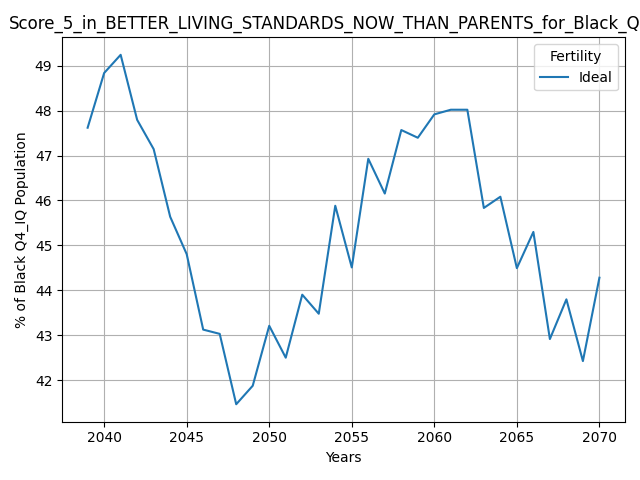 Score_5_in_BETTER_LIVING_STANDARDS_NOW_THAN_PARENTS_for_Black_Q
Fertility
Ideal
% of Black Q4_IQ Population
49
48
47
46
45
44
43
42
2040 2045 2050 2055 2060 2065 2070
Years